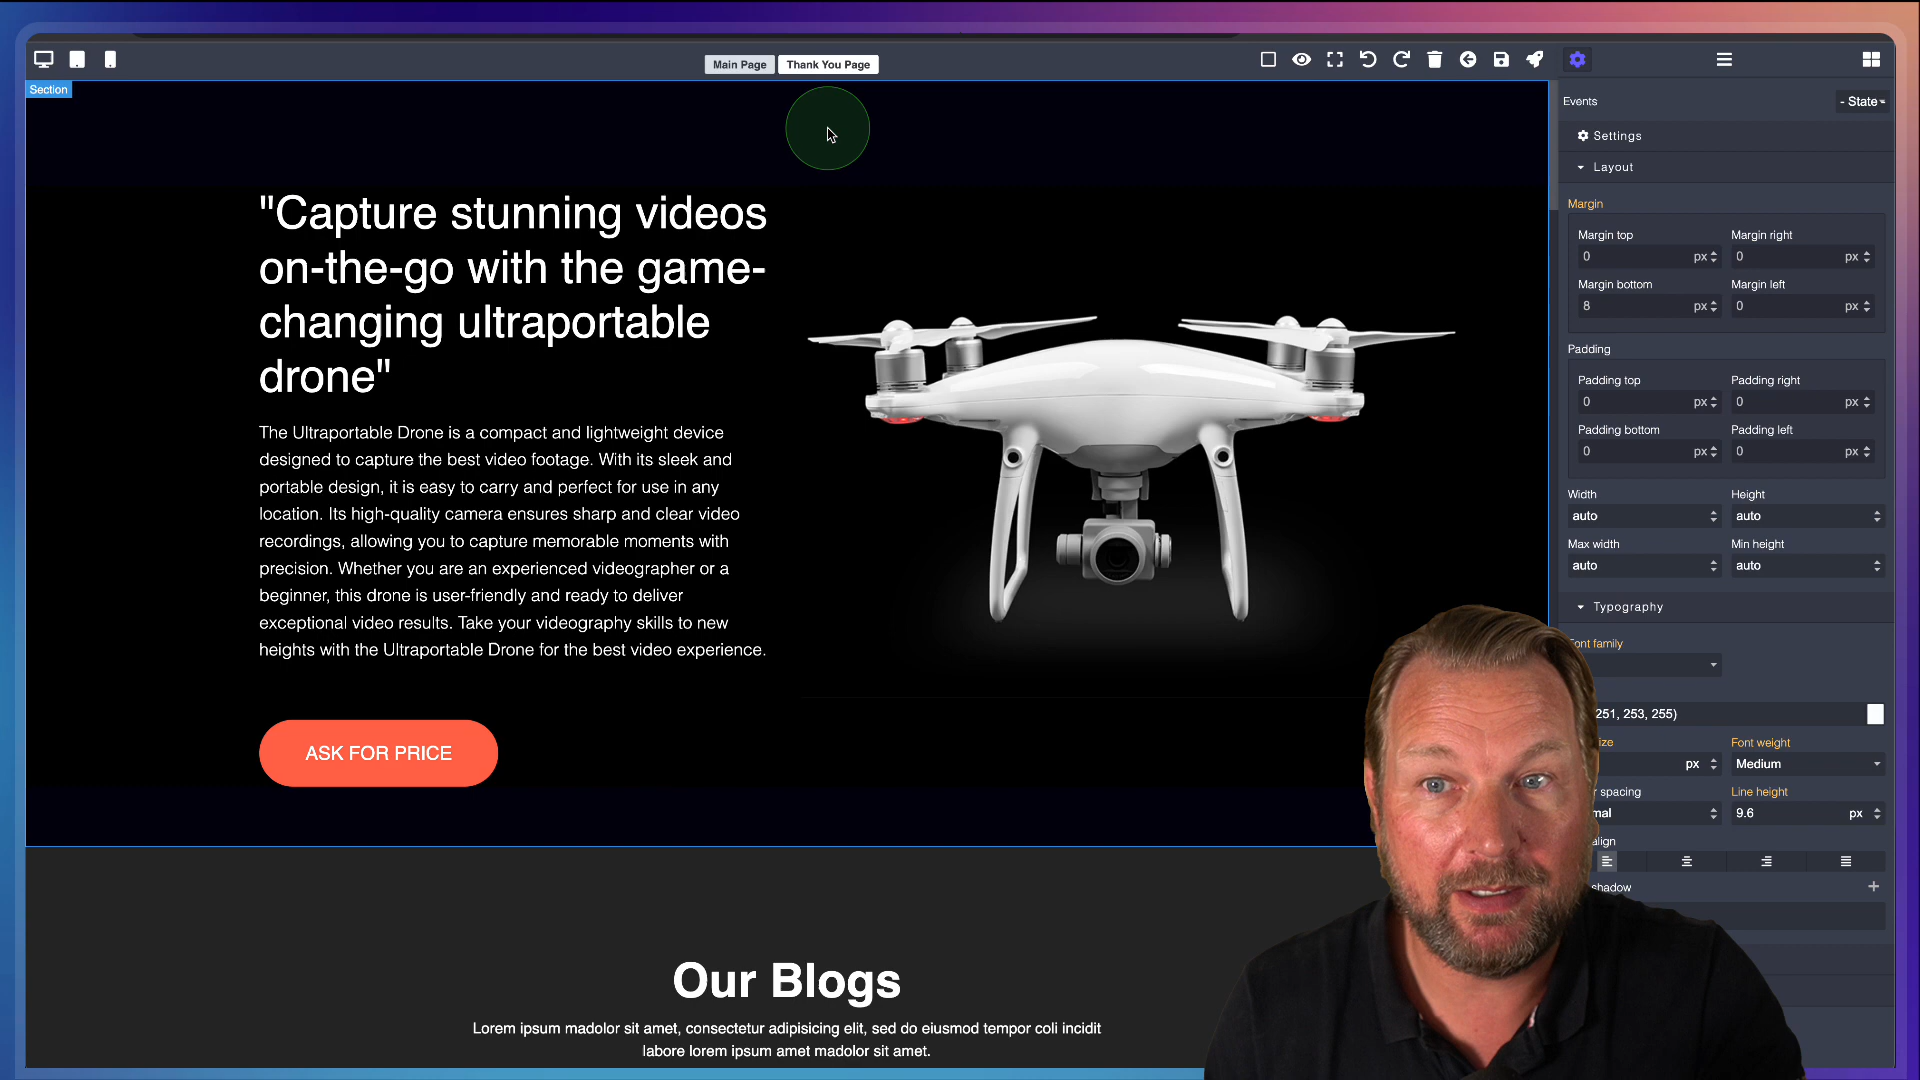 Main Page
Thank You Page
Section
Events
- State -
Settings
Layout
Margin
Margin top
Margin right
0 px
0 px
Margin bottom
Margin left
8 px
0 px
Padding
Padding top
Padding right
0 px
0 px
Padding bottom
Padding left
0 px
0 px
Width
Height
auto
auto
Max width
Min height
auto
auto
Typography
font family
251, 253, 255)
Font weight
px
Medium
spacing
Line height
9.6 px
shadow
"Capture stunning videos
on-the-go with the game-
changing ultraportable
drone"
The Ultraportable Drone is a compact and lightweight device
designed to capture the best video footage. With its sleek and
portable design, it is easy to carry and perfect for use in any
location. Its high-quality camera ensures sharp and clear video
recordings, allowing you to capture memorable moments with
precision. Whether you are an experienced videographer or a
beginner, this drone is user-friendly and ready to deliver
exceptional video results. Take your videography skills to new
heights with the Ultraportable Drone for the best video experience.
ASK FOR PRICE
Our Blogs
Lorem ipsum madolor sit amet, consectetur adipisicing elit, sed do eiusmod tempor coli incidit
labore lorem ipsum amet madolor sit amet.